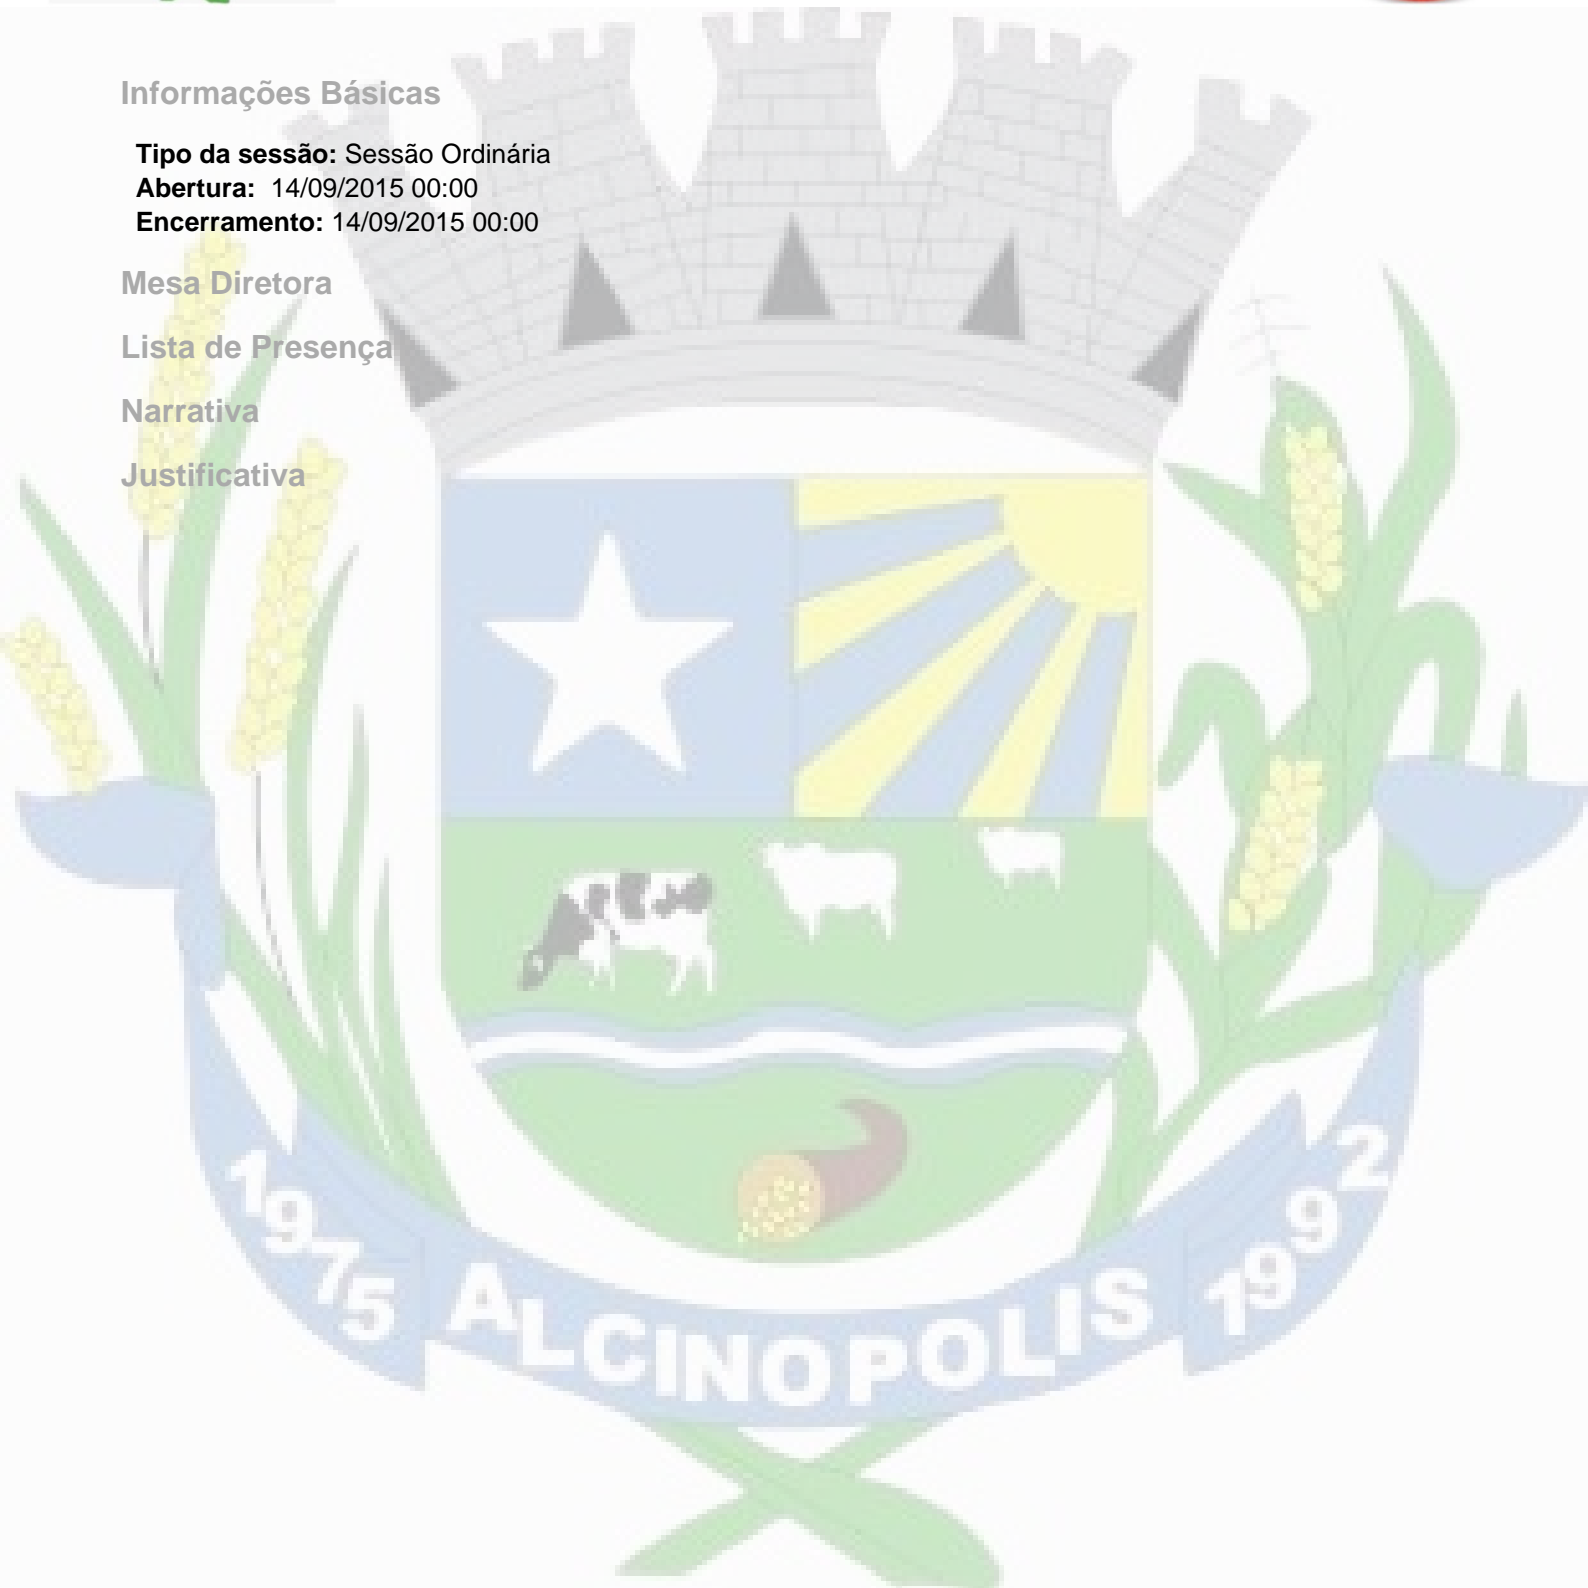 Informações Básicas
Tipo da sessão: Sessão Ordinária
Abertura: 14/09/2015 00:00
Encerramento: 14/09/2015 00:00
Mesa Diretora
Lista de Presença
Narrativa
Justificativa
1975 ALCINOPOLIS 1992